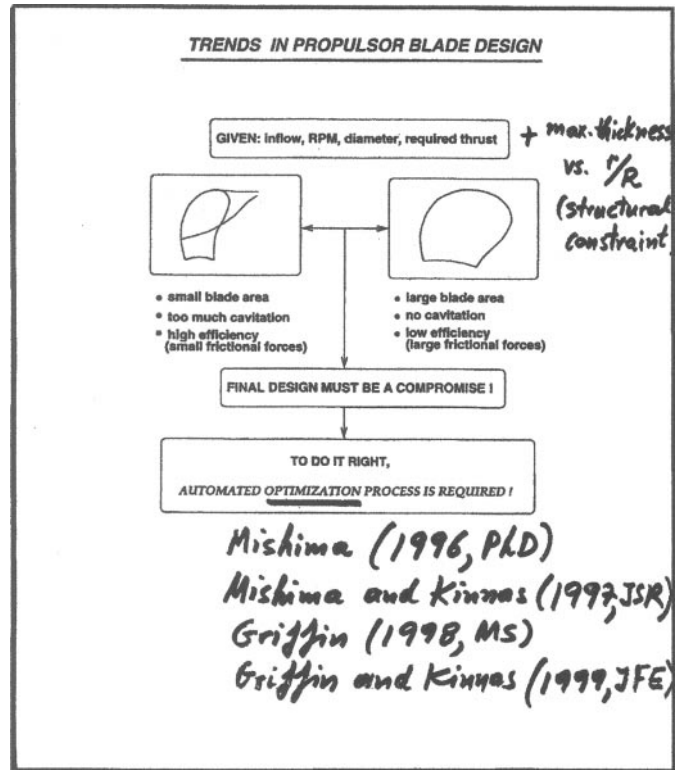 TRENDS IN PROPULSOR BLADE DESIGN
GIVEN: inflow, RPM, diameter, required thrust
+ max. thickness
vs. r/R
(structural
constraint
• small blade area
• too much cavitation
• high efficiency
(small frictional forces)
• large blade area
• no cavitation
• low efficiency
(large frictional forces)
FINAL DESIGN MUST BE A COMPROMISE !
TO DO IT RIGHT,
AUTOMATED OPTIMIZATION PROCESS IS REQUIRED !
Mishima (1996, PhD)
Mishima and Kinnas (1997, JSR)
Griffin (1998, MS)
Griffin and Kinnas (1999, JFE)